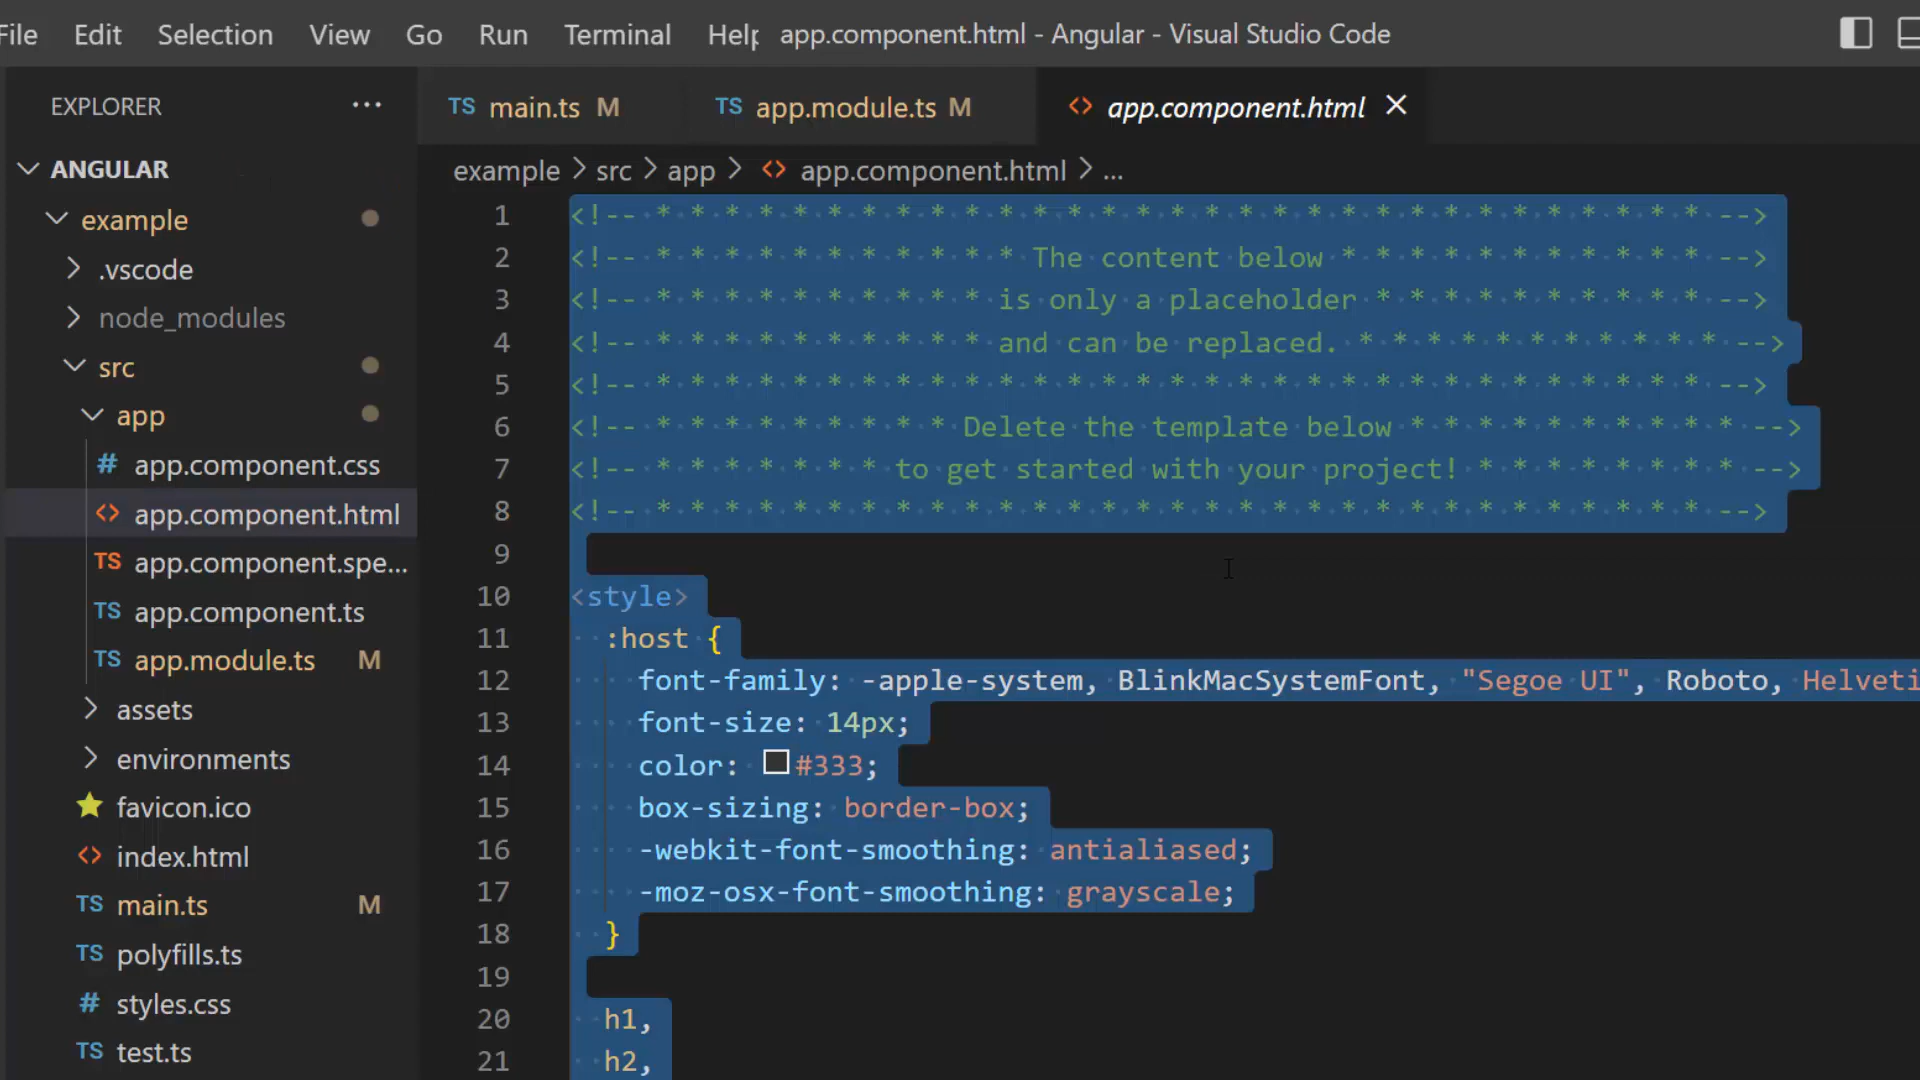 File Edit Selection View Go Run Terminal Help app.component.html - Angular - Visual Studio Code
EXPLORER ...
ANGULAR
example
.vscode
node_modules
src
app
app.component.css
app.component.html
TS app.component.spe...
TS app.component.ts
TS app.module.ts M
assets
environments
favicon.ico
index.html
TS main.ts M
TS polyfills.ts
# styles.css
TS test.ts
TS main.ts M TS app.module.ts M <> app.component.html ×
example > src > app > <> app.component.html > ...
1 <!-- * * * * * * * * * * * * * * * * * * * * * * * * * * * * * * * -->
2 <!-- * * * * * * * * * * * The content below * * * * * * * * * * * -->
3 <!-- * * * * * * * * * * is only a placeholder * * * * * * * * * * -->
4 <!-- * * * * * * * * * * and can be replaced. * * * * * * * * * * * -->
5 <!-- * * * * * * * * * * * * * * * * * * * * * * * * * * * * * * * -->
6 <!-- * * * * * * * * * Delete the template below * * * * * * * * * * -->
7 <!-- * * * * * * * to get started with your project! * * * * * * * * -->
8 <!-- * * * * * * * * * * * * * * * * * * * * * * * * * * * * * * * -->
9
10 <style>
11 :host {
12 font-family: -apple-system, BlinkMacSystemFont, "Segoe UI", Roboto, Helveti
13 font-size: 14px;
14 color: #333;
15 box-sizing: border-box;
16 -webkit-font-smoothing: antialiased;
17 -moz-osx-font-smoothing: grayscale;
18 }
19
20 h1,
21 h2,